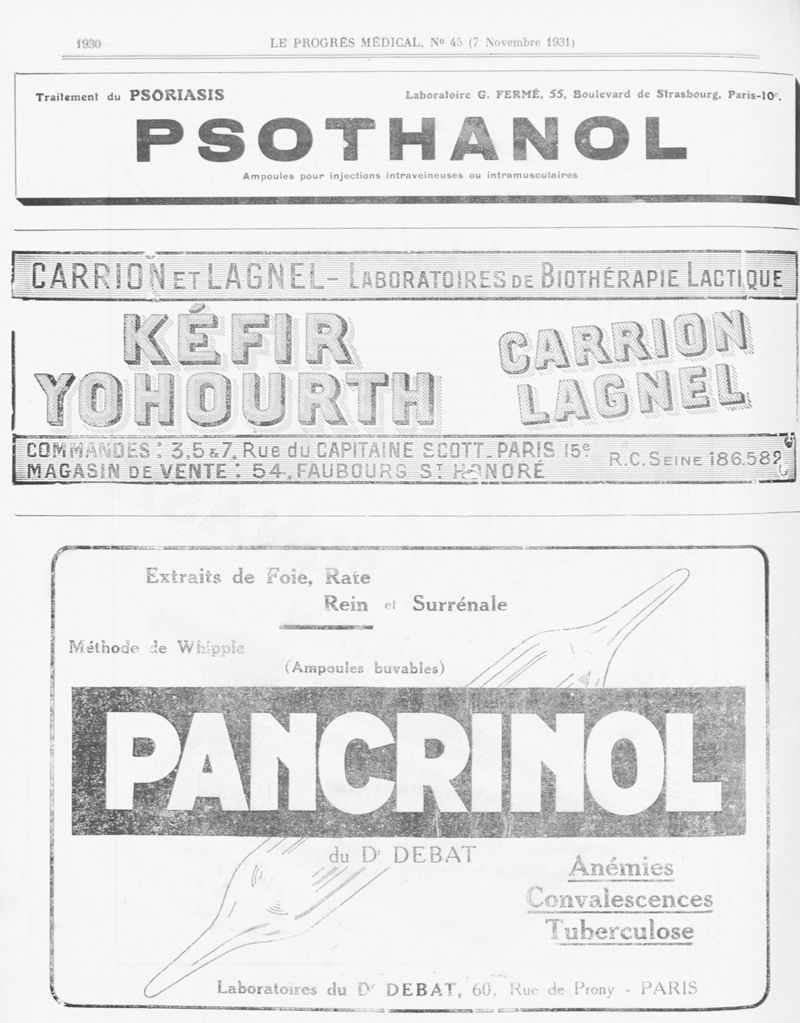 1930
LE PROGRÈS MÉDICAL, No 45 (7 Novembre 1931)
Traitement du PSORIASIS
Laboratoire G. FERMÉ, 55, Boulevard de Strasbourg, Paris-10e.
PSOTHANOL
Ampoules pour injections intraveineuses ou intramusculaires
CARRION ET LAGNEL - LABORATOIRES DE BIOTHÉRAPIE LACTIQUE
KÉFIR
YOHOURTH
CARRION
LAGNEL
COMMANDES: 3,5&7, Rue du CAPITAINE SCOTT. PARIS 15e
MAGASIN DE VENTE: 54, FAUBOURG ST HONORÉ
R.C. SEINE 186.582
Extraits de Foie, Rate
Rein et Surrénale
Méthode de Whipple
(Ampoules buvables)
PANCRINOL
du Dr DEBAT
Anémies
Convalescences
Tuberculose
Laboratoires du Dr DEBAT, 60, Rue de Prony - PARIS